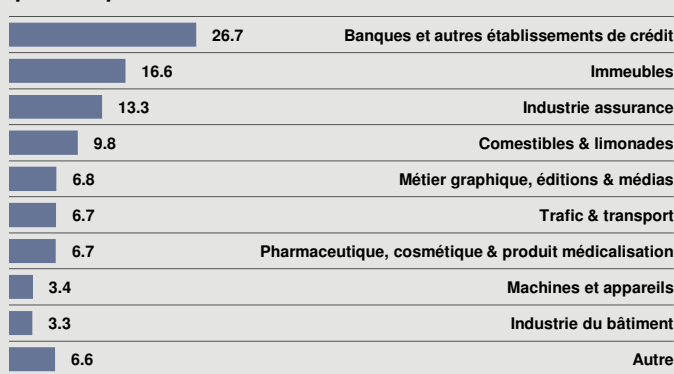 26.7 Banques et autres établissements de crédit
16.6 Immeubles
13.3 Industrie assurance
9.8 Comestibles & limonades
6.8 Métier graphique, éditions & médias
6.7 Trafic & transport
6.7 Pharmaceutique, cosmétique & produit médicalisation
3.4 Machines et appareils
3.3 Industrie du bâtiment
6.6 Autre